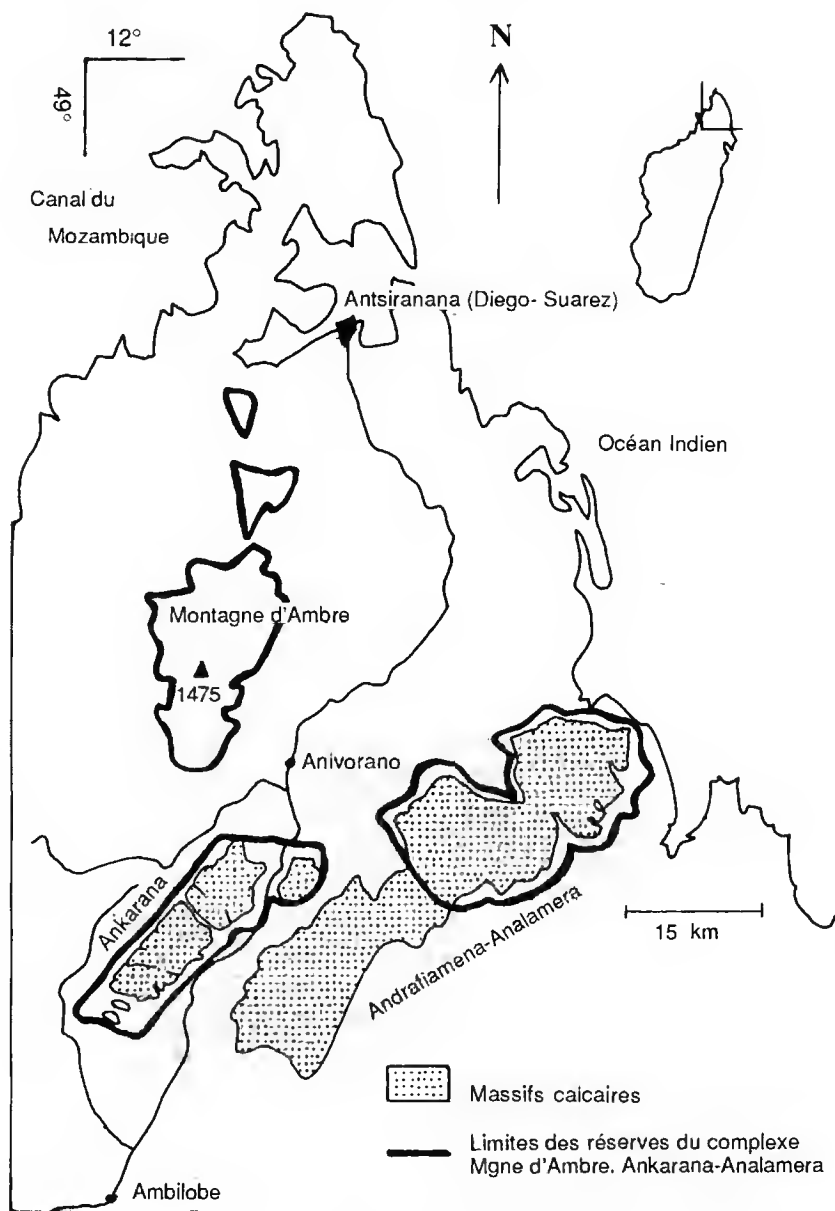 12°
N
49°
Canal du
Mozambique
Antsiranana (Diego- Suarez)
Océan Indien
Montagne d'Ambre
1475
Anivorano
Ankarana
Andrafiamena-Analamera
15 km
Massifs calcaires
Limites des réserves du complexe
Mgne d'Ambre. Ankarana-Analamera
Ambilobe